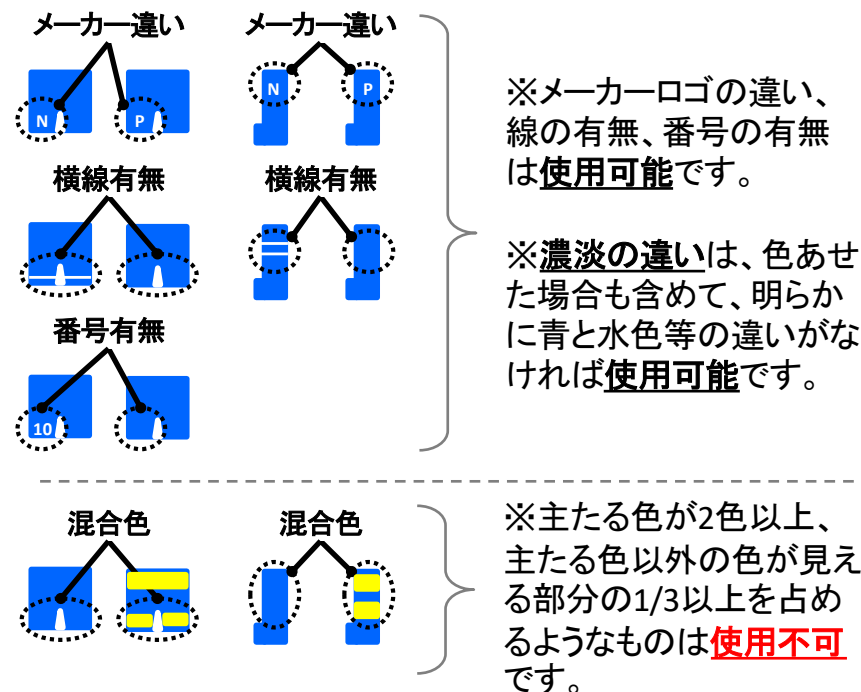 メーカー違い
メーカー違い
N
P
N
P
横線有無
横線有無
番号有無
10
※メーカーロゴの違い、
線の有無、番号の有無
は使用可能です。
※濃淡の違いは、色あせ
た場合も含めて、明らか
に青と水色等の違いがな
ければ使用可能です。
混合色
混合色
※主たる色が2色以上、
主たる色以外の色が見え
る部分の1/3以上を占め
るようなものは使用不可
です。